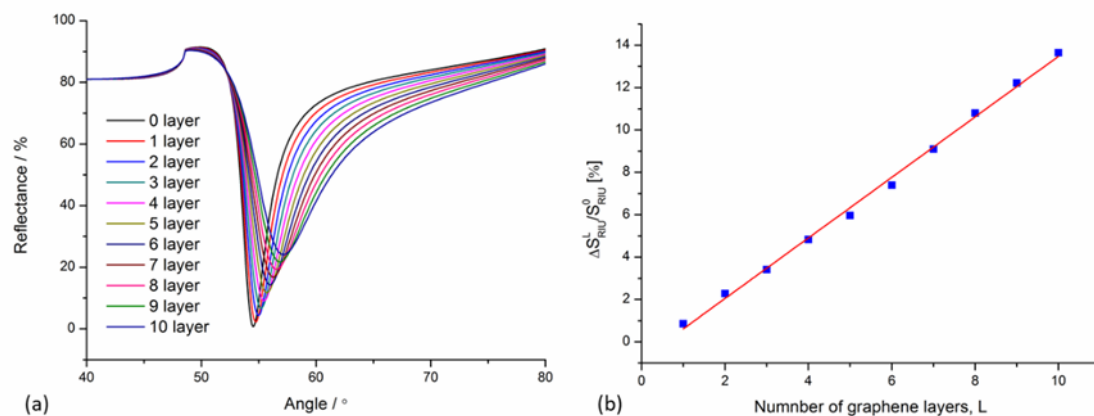 100
80
60
40
20
0
Reflectance / %
0 layer
1 layer
2 layer
3 layer
4 layer
5 layer
6 layer
7 layer
8 layer
9 layer
10 layer
40 50 60 70 80
Angle / °
(a)
14
12
10
8
6
4
2
0
ΔS^L_RIU/S^0_RIU [%]
0 2 4 6 8 10
Numnber of graphene layers, L
(b)